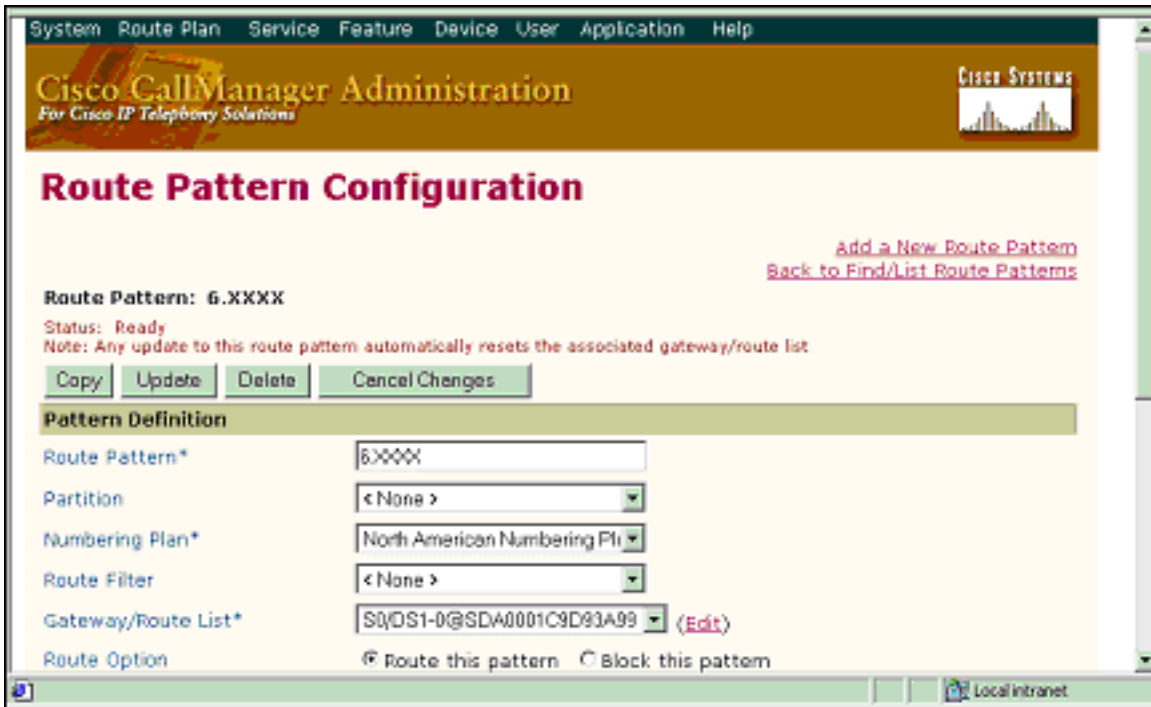 System Route Plan Service Feature Device User Application Help
Cisco CallManager Administration
For Cisco IP Telephony Solutions
CISCO SYSTEMS
Route Pattern Configuration
Add a New Route Pattern
Back to Find/List Route Patterns
Route Pattern: 6.XXXX
Status: Ready
Note: Any update to this route pattern automatically resets the associated gateway/route list
Copy Update Delete Cancel Changes
Pattern Definition
Route Pattern* 6.XXXX
Partition < None >
Numbering Plan* North American Numbering Pl
Route Filter < None >
Gateway/Route List* S0/DS1-0@SDA0001C9D93A99 (Edit)
Route Option Route this pattern Block this pattern
Local intranet